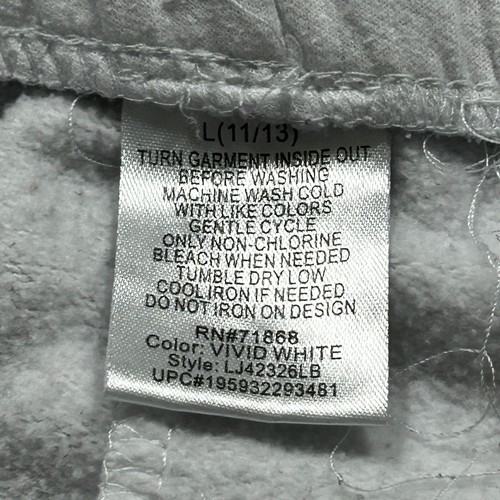 L(11/13)
TURN GARMENT INSIDE OUT
BEFORE WASHING
MACHINE WASH COLD
WITH LIKE COLORS
GENTLE CYCLE
ONLY NON-CHLORINE
BLEACH WHEN NEEDED
TUMBLE DRY LOW
COOL IRON IF NEEDED
DO NOT IRON ON DESIGN
RN#71868
Color: VIVID WHITE
Style: LJ42326LB
UPC#195932293481